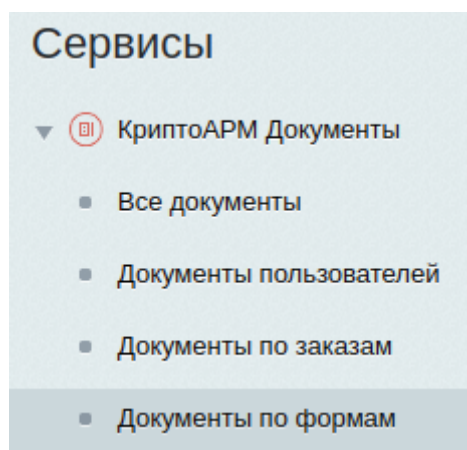 Сервисы
КриптоАРМ Документы
Все документы
Документы пользователей
Документы по заказам
Документы по формам